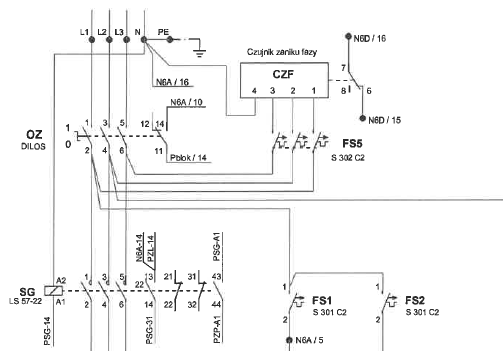 L1 L2 L3 N PE
N6D / 16
Czujnik zaniku fazy
CZF
4 3 2 1
7
8 6
N6A / 16
N6A / 10
N6D / 15
OZ
DILOS
1
0
1 3 5 12 14
2 4 6 11
Pblok / 14
FS5
S 302 C2
N6A-14
PZL-14
PSG-A1
SG
LS 57-22
A2
A1
1 3 5 13 21 31 43
22
2 4 6 14 22 32 44
PSG-14
PSG-31
PZP-A1
1 1
FS1
S 301 C2
FS2
S 301 C2
2 2
N6A / 5